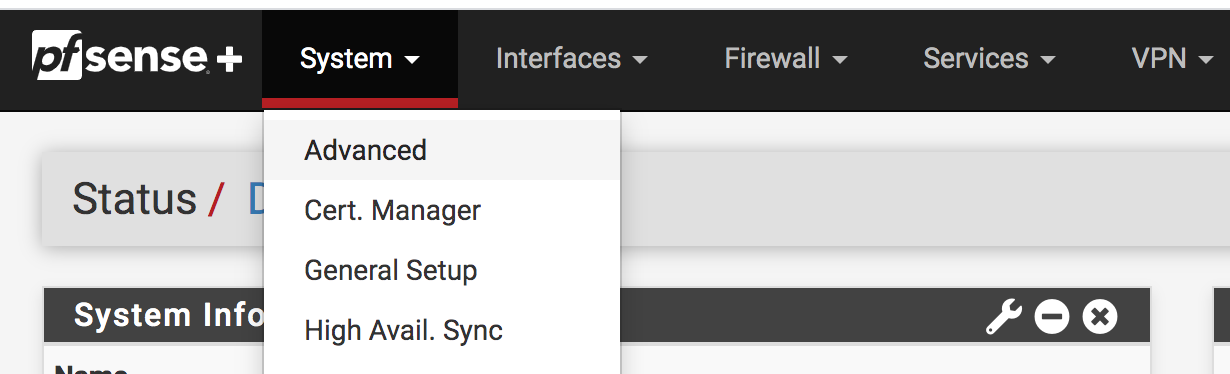 pfsense+ System Interfaces Firewall Services VPN
Advanced
Status /
Cert. Manager
General Setup
System Info
High Avail. Sync
Name